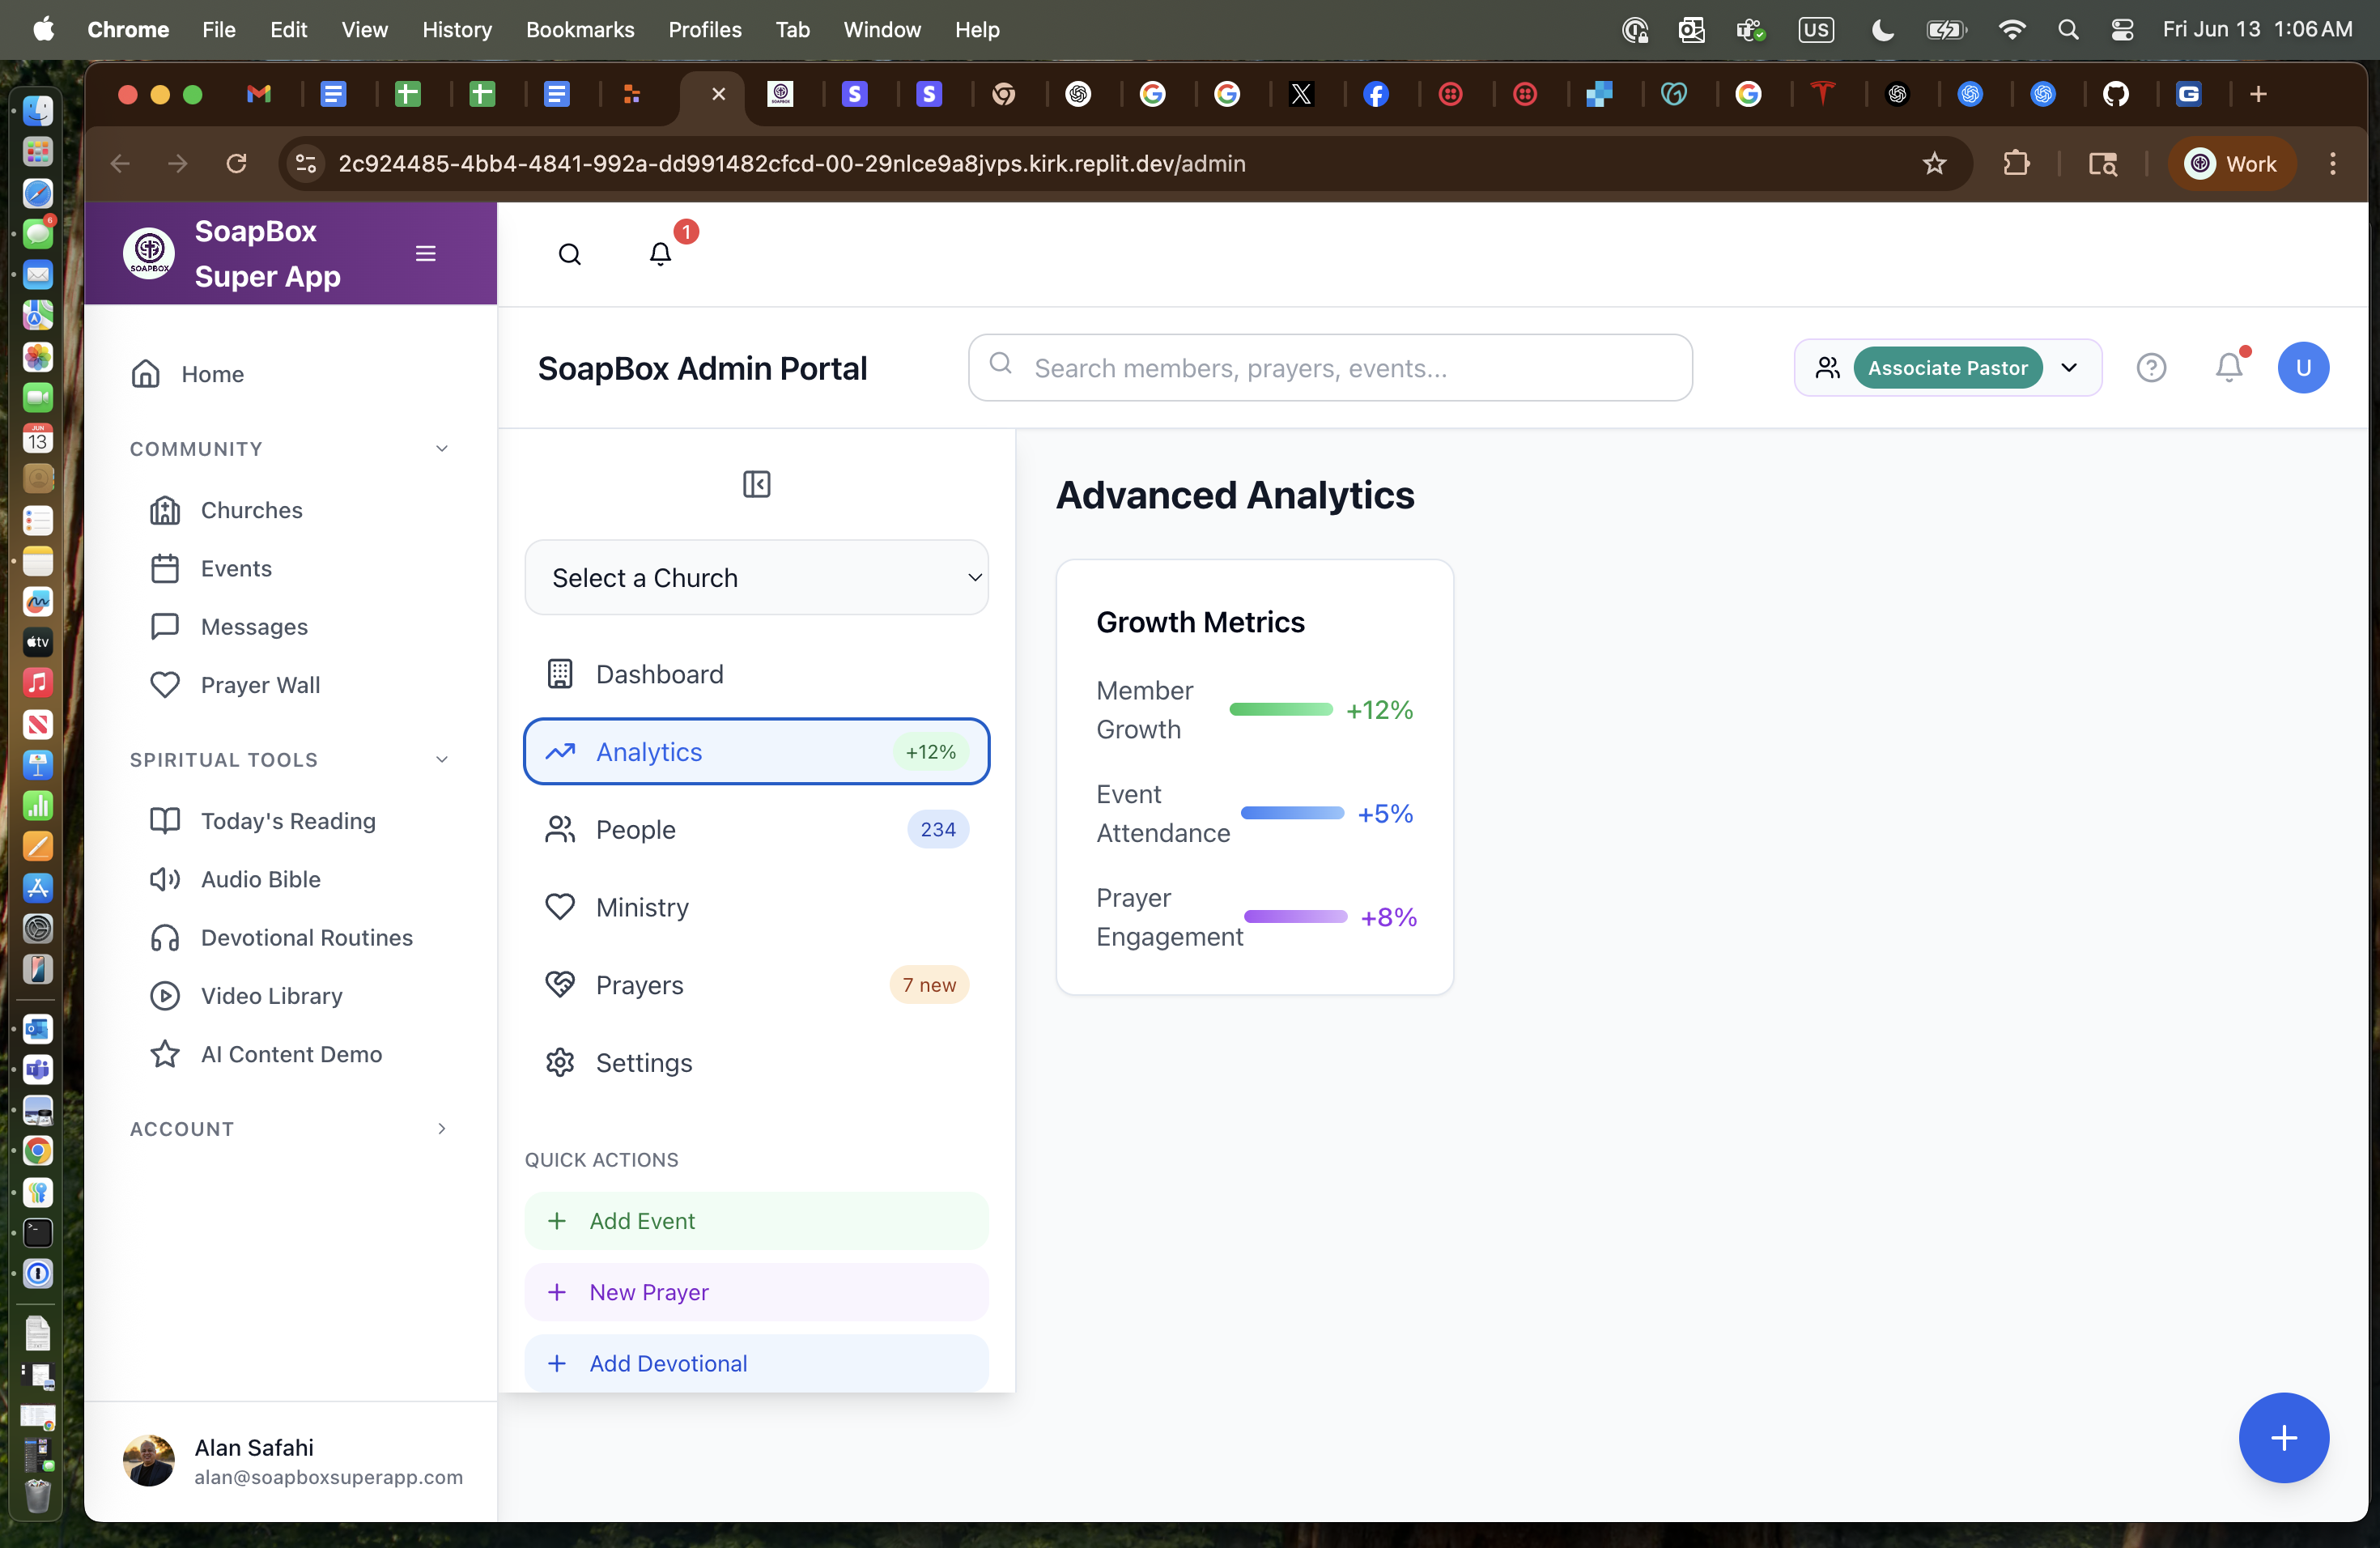 Chrome File Edit View History Bookmarks Profiles Tab Window Help
US Fri Jun 13 1:06 AM
2c924485-4bb4-4841-992a-dd991482cfcd-00-29nlce9a8jvps.kirk.replit.dev/admin
Work
SOAPBOX
SoapBox
Super App
1
Home
COMMUNITY
Churches
Events
Messages
Prayer Wall
SPIRITUAL TOOLS
Today's Reading
Audio Bible
Devotional Routines
Video Library
AI Content Demo
ACCOUNT
Alan Safahi
alan@soapboxsuperapp.com
SoapBox Admin Portal
Search members, prayers, events...
Associate Pastor
U
Select a Church
Dashboard
Analytics +12%
People 234
Ministry
Prayers 7 new
Settings
QUICK ACTIONS
+ Add Event
+ New Prayer
+ Add Devotional
Advanced Analytics
Growth Metrics
Member
Growth
+12%
Event
Attendance
+5%
Prayer
Engagement
+8%
6
JUN
13
tv